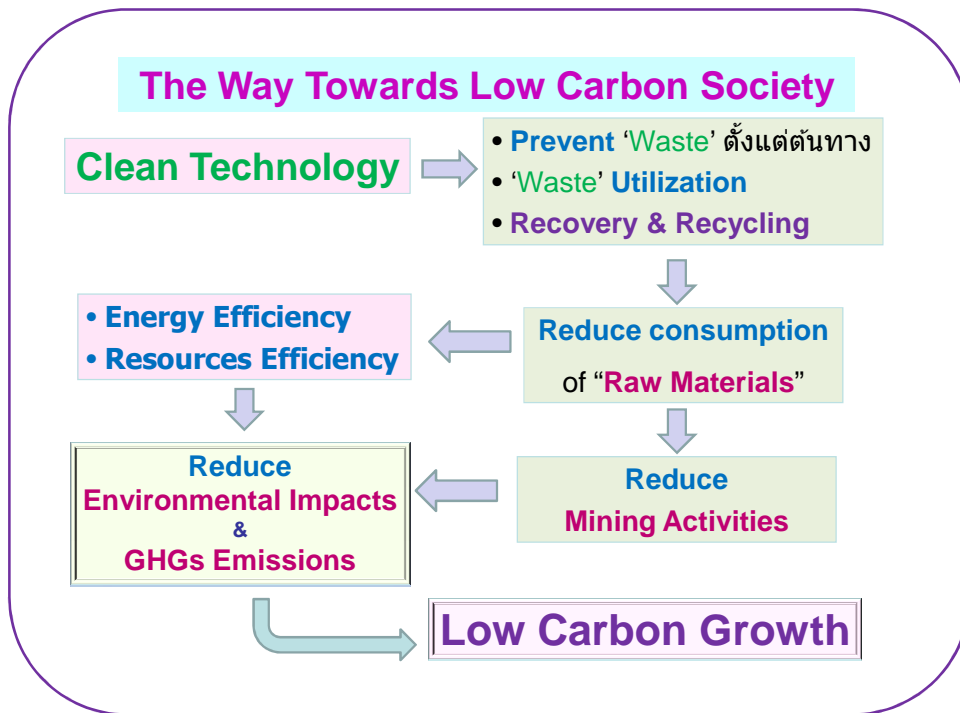 The Way Towards Low Carbon Society
Clean Technology
• Prevent ‘Waste’ ตั้งแต่ต้นทาง
• ‘Waste’ Utilization
• Recovery & Recycling
• Energy Efficiency
• Resources Efficiency
Reduce consumption
of “Raw Materials”
Reduce
Environmental Impacts
&
GHGs Emissions
Reduce
Mining Activities
Low Carbon Growth